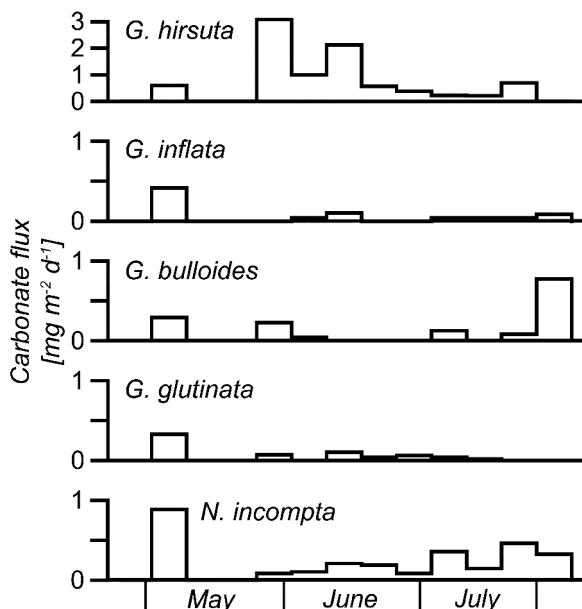 3
2
1
0
G. hirsuta
1
0
G. inflata
1
0
G. bulloides
1
0
G. glutinata
1
0
N. incompta
Carbonate flux
[mg m⁻² d⁻¹]
May June July